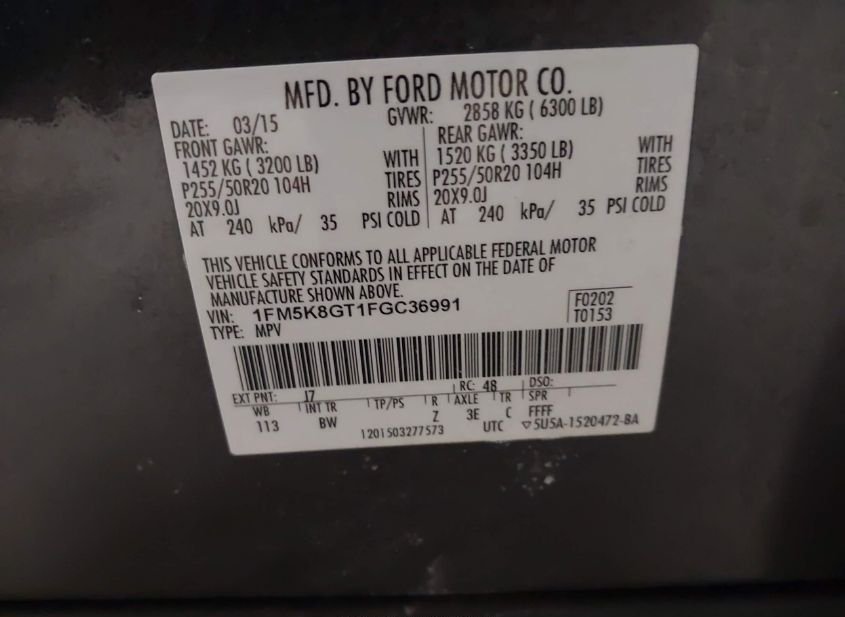 MFD. BY FORD MOTOR CO.
DATE: 03/15 GVWR: 2858 KG ( 6300 LB)
FRONT GAWR: REAR GAWR:
1452 KG ( 3200 LB) WITH 1520 KG ( 3350 LB) WITH
P255/50R20 104H TIRES P255/50R20 104H TIRES
20X9.0J RIMS 20X9.0J RIMS
AT 240 kPa/ 35 PSI COLD AT 240 kPa/ 35 PSI COLD
THIS VEHICLE CONFORMS TO ALL APPLICABLE FEDERAL MOTOR
VEHICLE SAFETY STANDARDS IN EFFECT ON THE DATE OF
MANUFACTURE SHOWN ABOVE.
VIN: 1FM5K8GT1FGC36991 F0202
TYPE: MPV T0153
EXT PNT: J7 RC: 48 DSO:
WB INT TR TP/PS R AXLE TR SPR
113 BW Z 3E C FFFF
1201503277573 UTC ▽5U5A-1520472-BA